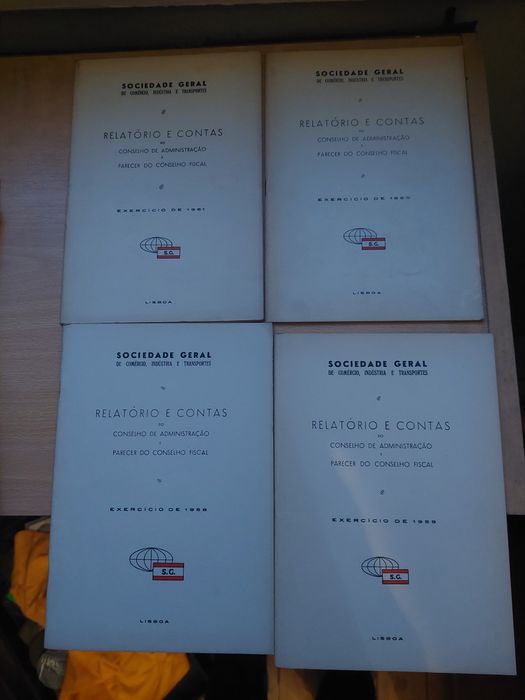 SOCIEDADE GERAL
DE COMÉRCIO, INDÚSTRIA E TRANSPORTES
RELATÓRIO E CONTAS
DO
CONSELHO DE ADMINISTRAÇÃO
E
PARECER DO CONSELHO FISCAL
EXERCÍCIO DE 1961
S.G.
LISBOA
SOCIEDADE GERAL
DE COMÉRCIO, INDÚSTRIA E TRANSPORTES
RELATÓRIO E CONTAS
DO
CONSELHO DE ADMINISTRAÇÃO
E
PARECER DO CONSELHO FISCAL
EXERCÍCIO DE 1960
S.G.
LISBOA
SOCIEDADE GERAL
DE COMÉRCIO, INDÚSTRIA E TRANSPORTES
RELATÓRIO E CONTAS
DO
CONSELHO DE ADMINISTRAÇÃO
E
PARECER DO CONSELHO FISCAL
EXERCÍCIO DE
S.G.
LISBOA
SOCIEDADE GERAL
DE COMÉRCIO, INDÚSTRIA E TRANSPORTES
RELATÓRIO E CONTAS
DO
CONSELHO DE ADMINISTRAÇÃO
E
PARECER DO CONSELHO FISCAL
EXERCÍCIO DE
S.G.
LISBOA